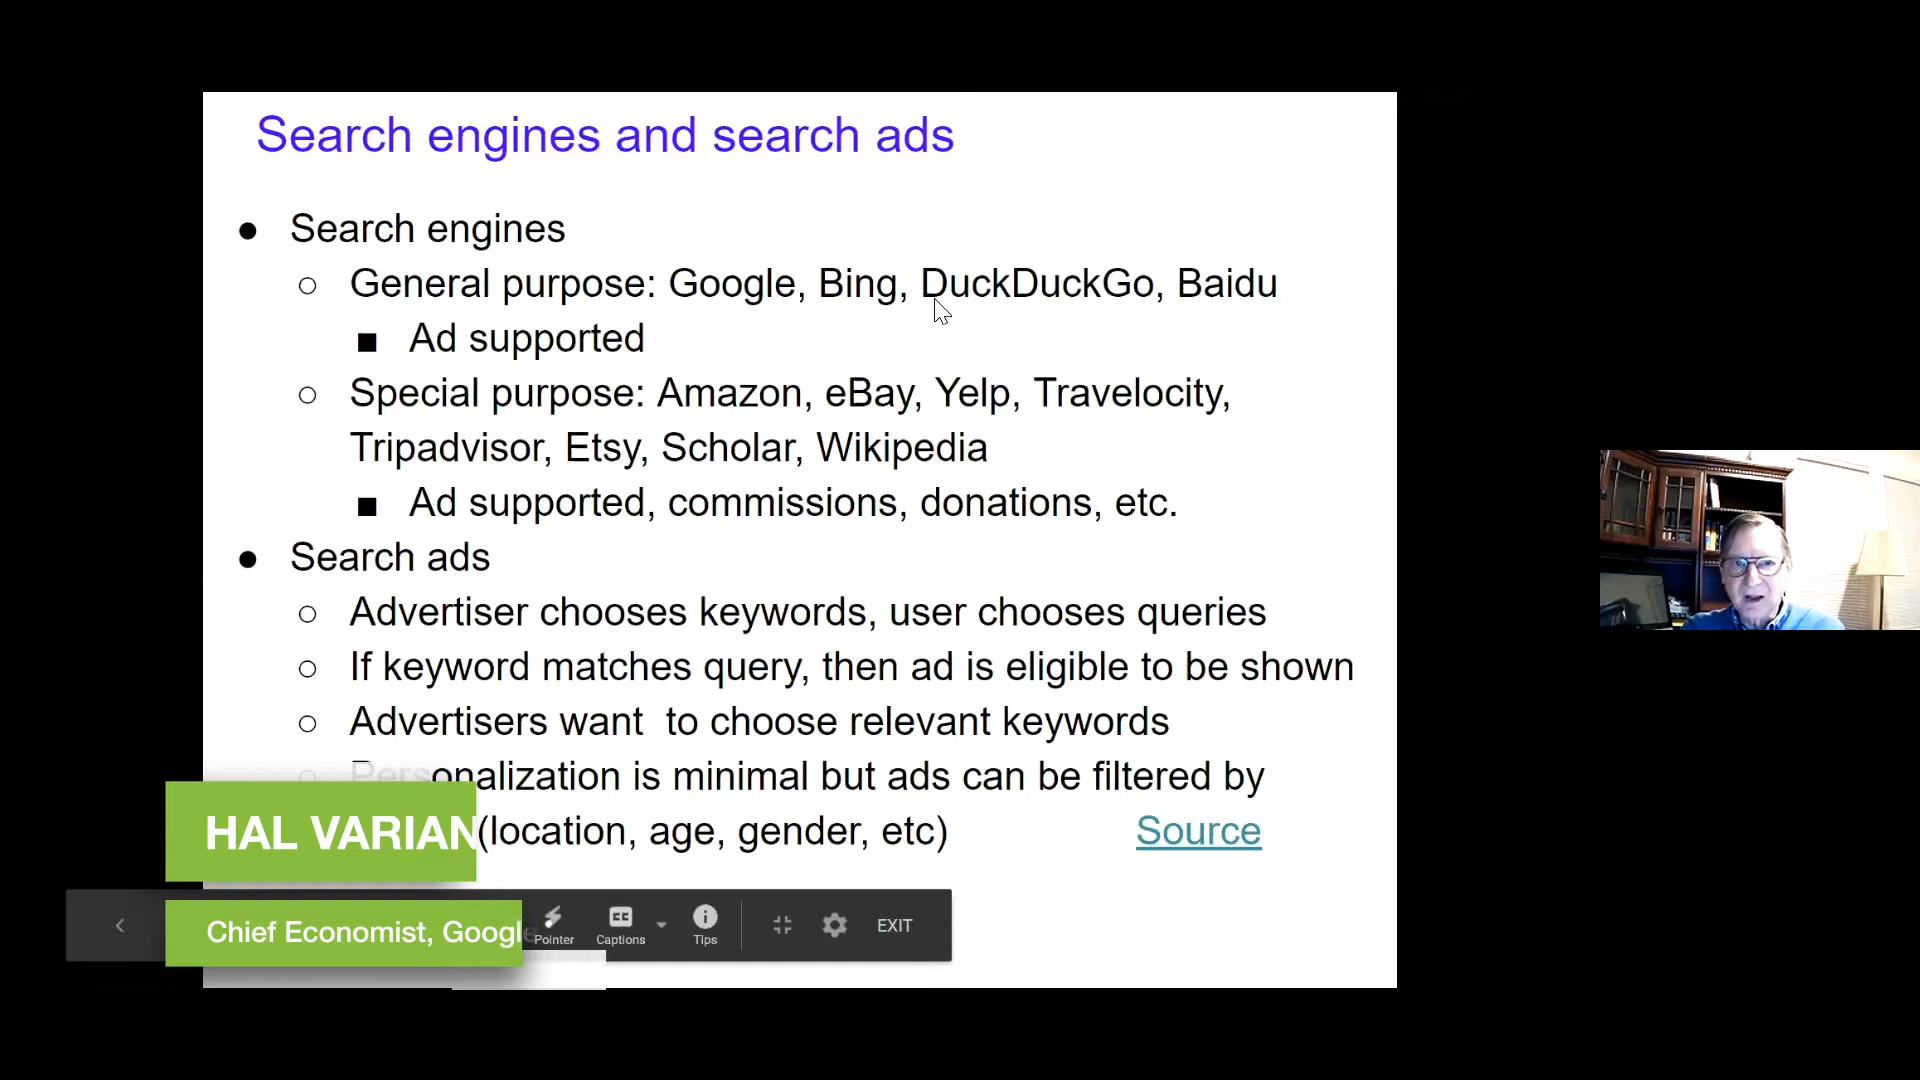 Search engines and search ads
● Search engines
○ General purpose: Google, Bing, DuckDuckGo, Baidu
■ Ad supported
○ Special purpose: Amazon, eBay, Yelp, Travelocity,
Tripadvisor, Etsy, Scholar, Wikipedia
■ Ad supported, commissions, donations, etc.
● Search ads
○ Advertiser chooses keywords, user chooses queries
○ If keyword matches query, then ad is eligible to be shown
○ Advertisers want  to choose relevant keywords
○ Personalization is minimal but ads can be filtered by
(location, age, gender, etc)
Source
HAL VARIAN
Chief Economist, Google
Pointer
Captions
Tips
EXIT